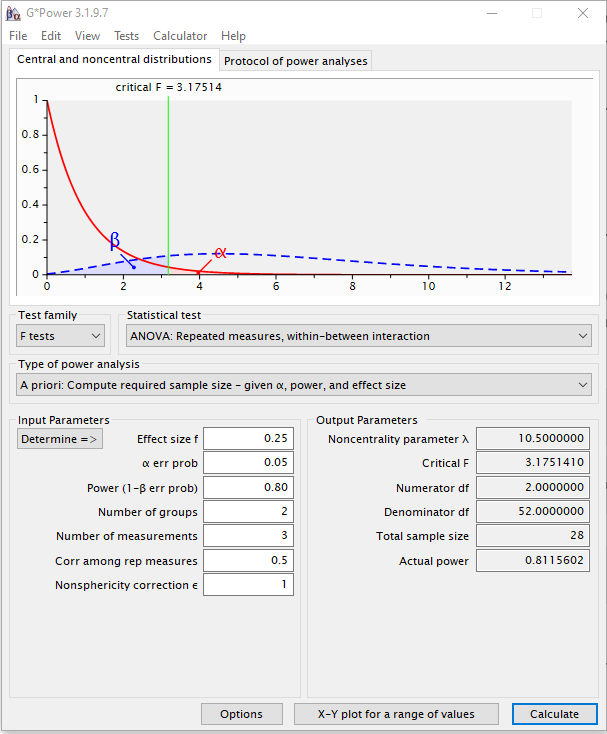 βα G*Power 3.1.9.7
File Edit View Tests Calculator Help
Central and noncentral distributions Protocol of power analyses
critical F = 3.17514
1
0.8
0.6
0.4
0.2
0
β
α
0 2 4 6 8 10 12
Test family Statistical test
F tests ANOVA: Repeated measures, within-between interaction
Type of power analysis
A priori: Compute required sample size - given α, power, and effect size
Input Parameters Output Parameters
Determine => Effect size f 0.25 Noncentrality parameter λ 10.5000000
α err prob 0.05 Critical F 3.1751410
Power (1-β err prob) 0.80 Numerator df 2.0000000
Number of groups 2 Denominator df 52.0000000
Number of measurements 3 Total sample size 28
Corr among rep measures 0.5 Actual power 0.8115602
Nonsphericity correction ϵ 1
Options X-Y plot for a range of values Calculate